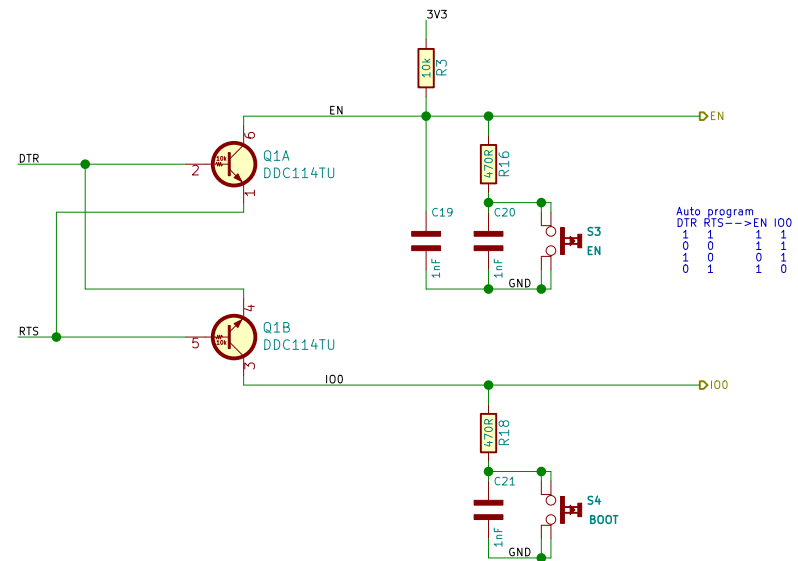 3V3
10k
R3
EN
EN
DTR
6
10k
2
Q1A
DDC114TU
1
470R
R16
C19
1nF
C20
1nF
S3
EN
GND
Auto program
DTR RTS-->EN IO0
1 1 1 1
0 0 1 1
1 0 0 1
0 1 1 0
RTS
4
5
10k
Q1B
DDC114TU
3
IO0
IO0
470R
R18
C21
1nF
S4
BOOT
GND